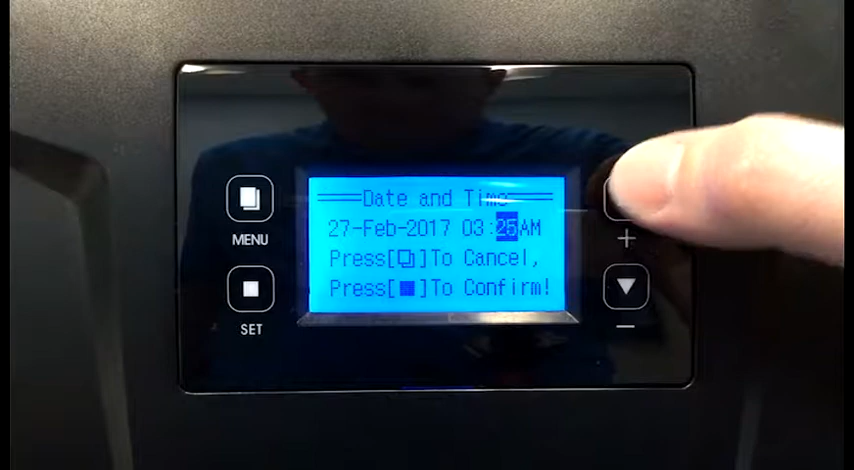 Date and Time
27-Feb-2017 03:25AM
Press[]To Cancel,
Press[■]To Confirm!
MENU
SET
+
−